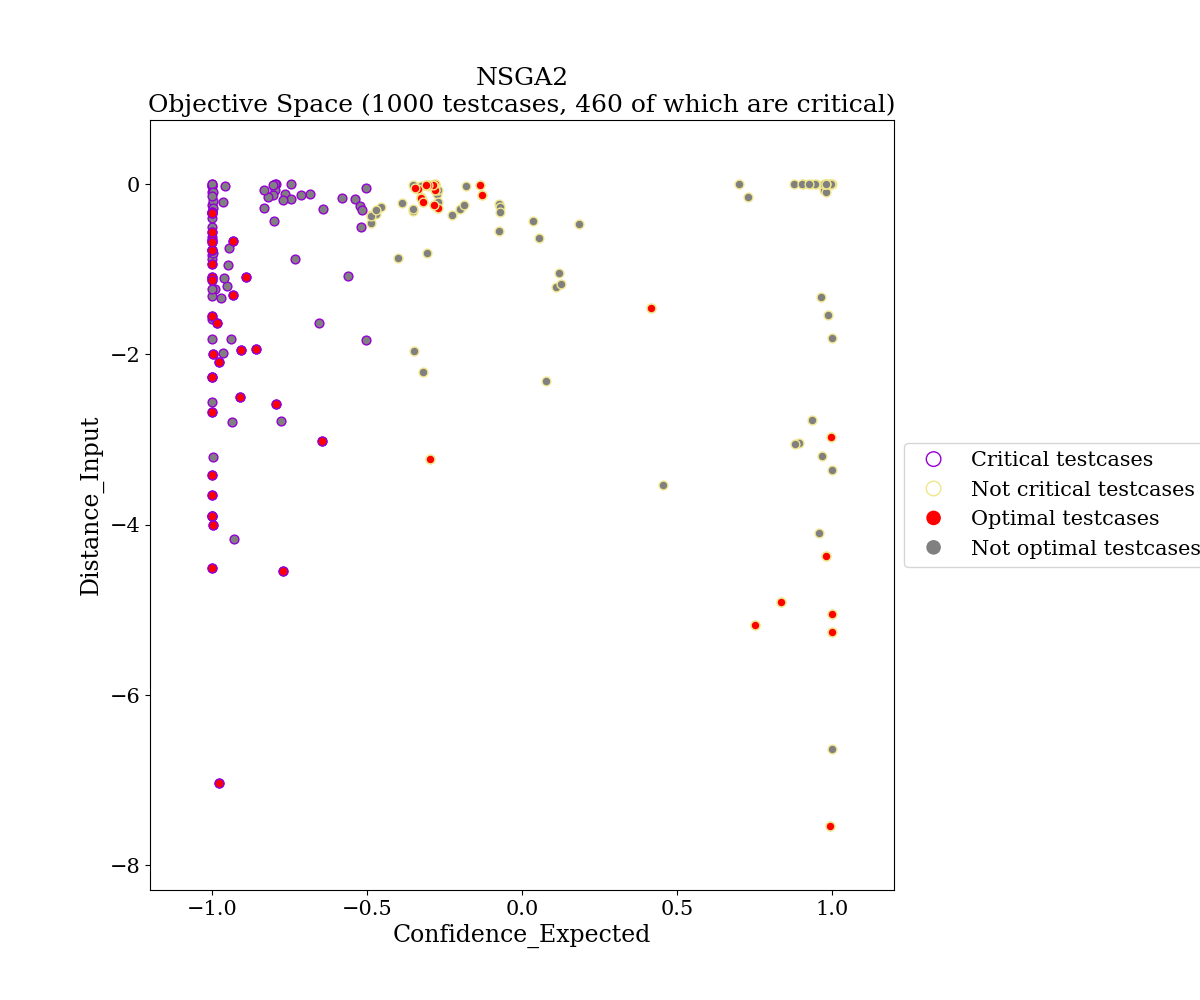 NSGA2
Objective Space (1000 testcases, 460 of which are critical)
0
−2
−4
−6
−8
Distance_Input
−1.0
−0.5
0.0
0.5
1.0
Confidence_Expected
Critical testcases
Not critical testcases
Optimal testcases
Not optimal testcases